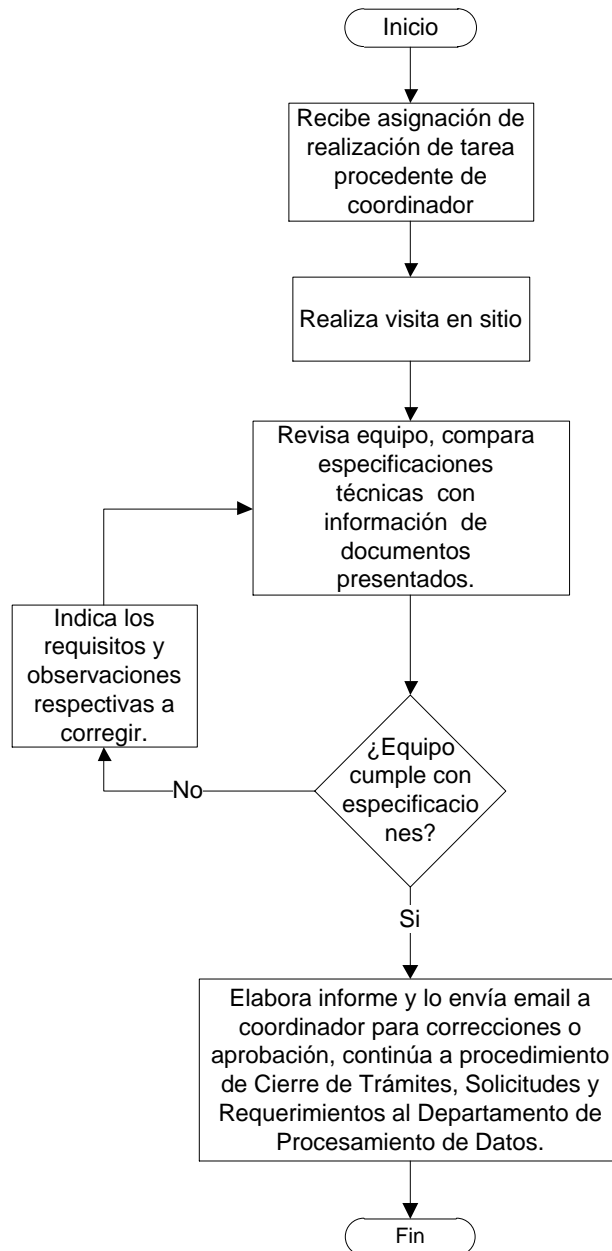 Inicio
Recibe asignación de
realización de tarea
procedente de
coordinador
Realiza visita en sitio
Revisa equipo, compara
especificaciones
técnicas con
información de
documentos
presentados.
Indica los
requisitos y
observaciones
respectivas a
corregir.
¿Equipo
cumple con
especificacio
nes?
No
Si
Elabora informe y lo envía email a
coordinador para correcciones o
aprobación, continúa a procedimiento
de Cierre de Trámites, Solicitudes y
Requerimientos al Departamento de
Procesamiento de Datos.
Fin